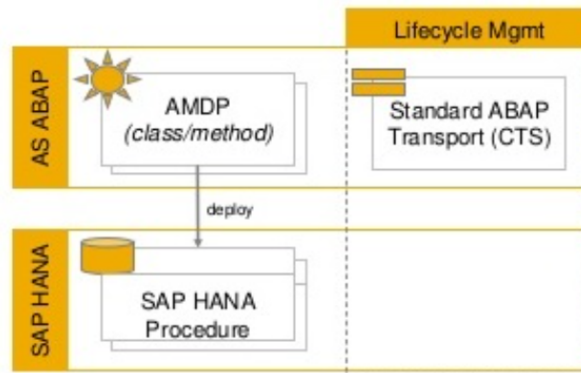 Lifecycle Mgmt
AS ABAP
AMDP
(class/method)
Standard ABAP
Transport (CTS)
deploy
SAP HANA
SAP HANA
Procedure